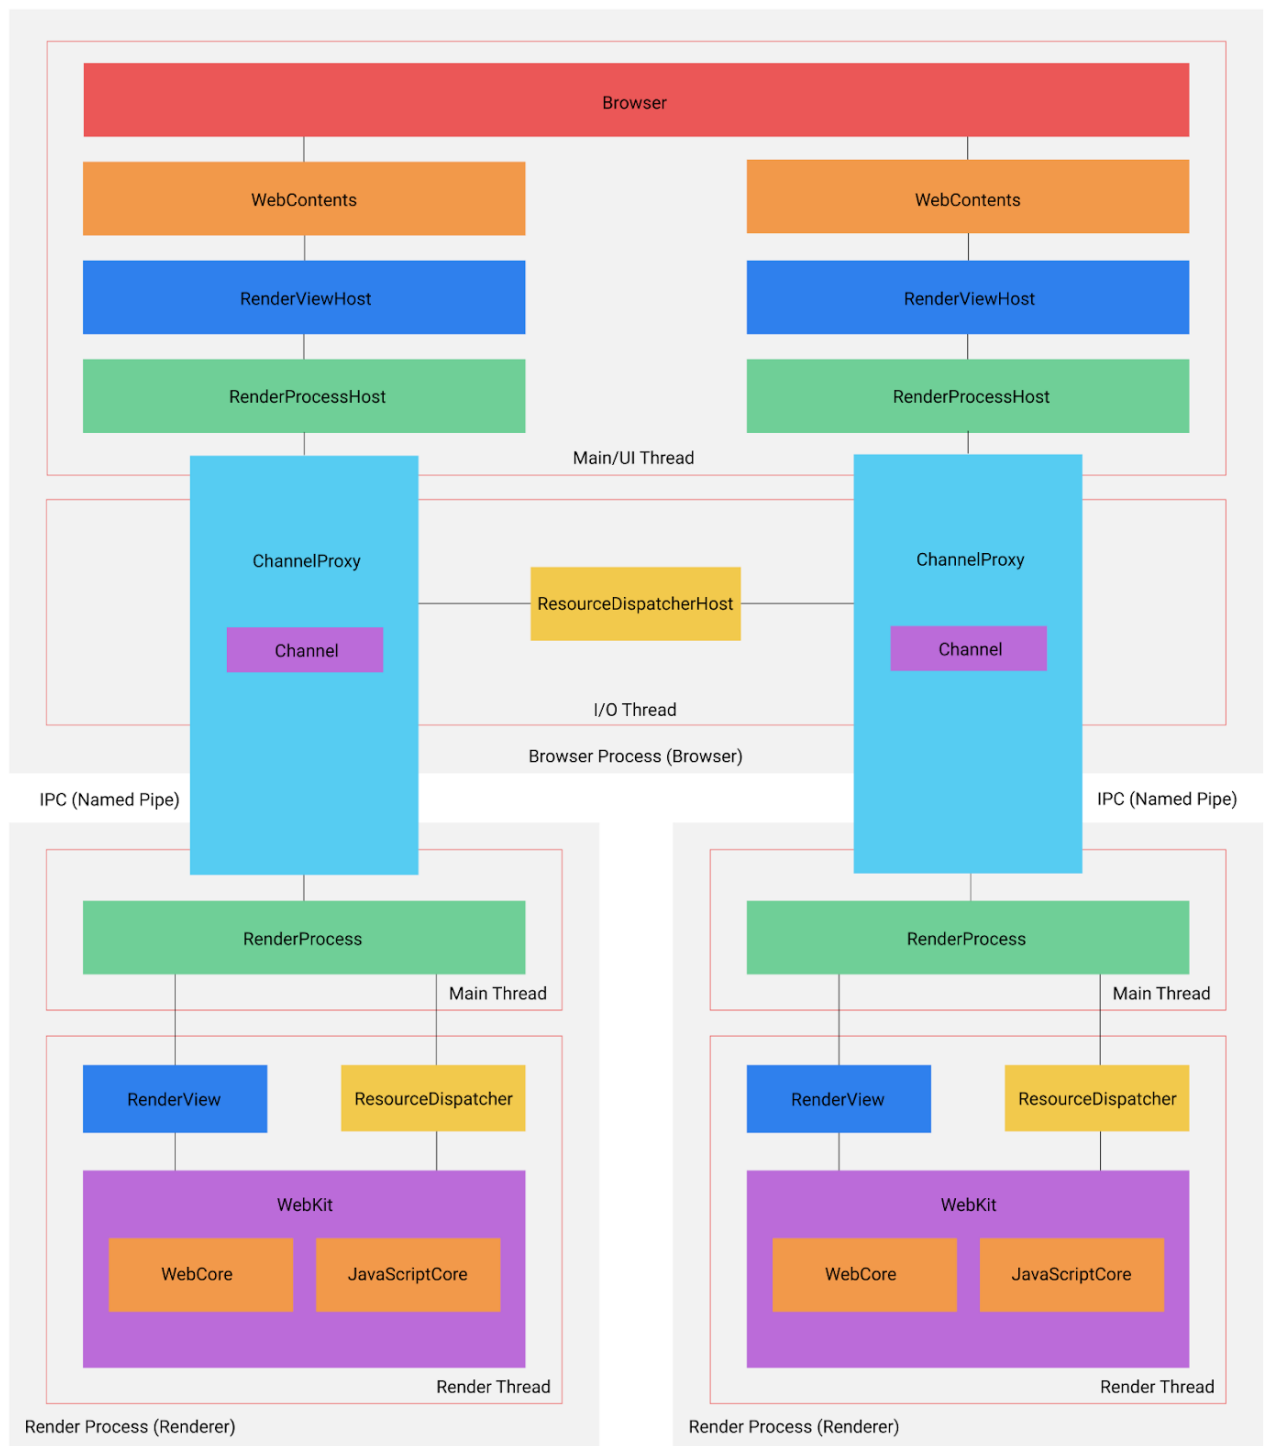 Browser
WebContents
WebContents
RenderViewHost
RenderViewHost
RenderProcessHost
RenderProcessHost
Main/UI Thread
ChannelProxy
ChannelProxy
ResourceDispatcherHost
Channel
Channel
I/O Thread
Browser Process (Browser)
IPC (Named Pipe)
IPC (Named Pipe)
RenderProcess
RenderProcess
Main Thread
Main Thread
RenderView
ResourceDispatcher
RenderView
ResourceDispatcher
WebKit
WebKit
WebCore
JavaScriptCore
WebCore
JavaScriptCore
Render Thread
Render Thread
Render Process (Renderer)
Render Process (Renderer)